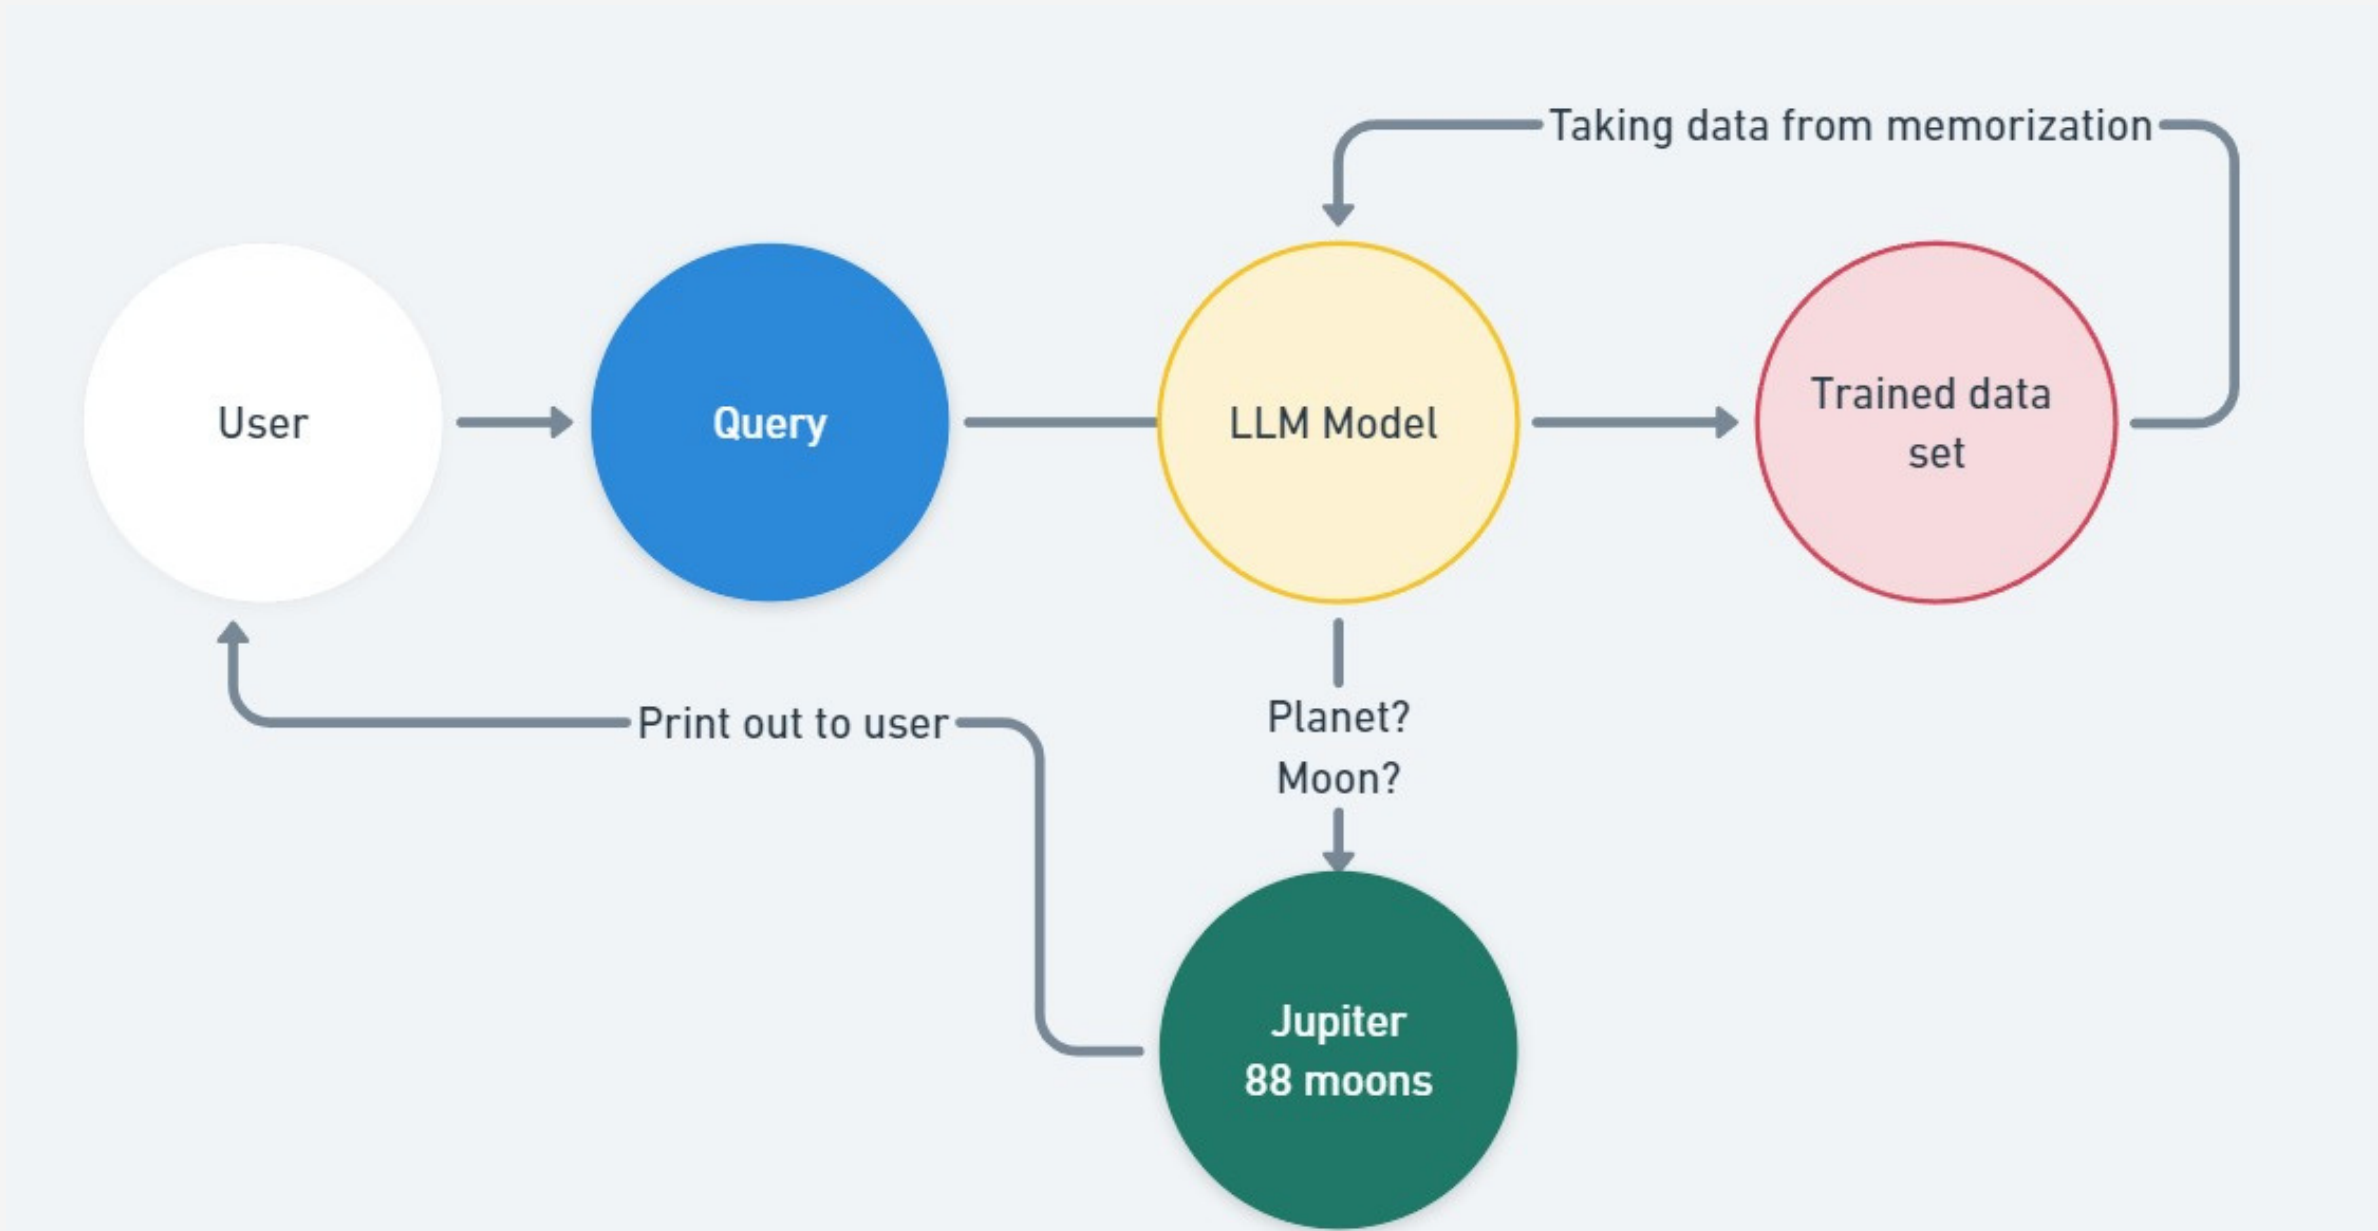 Taking data from memorization
User
Query
LLM Model
Trained data
set
Print out to user
Planet?
Moon?
Jupiter
88 moons